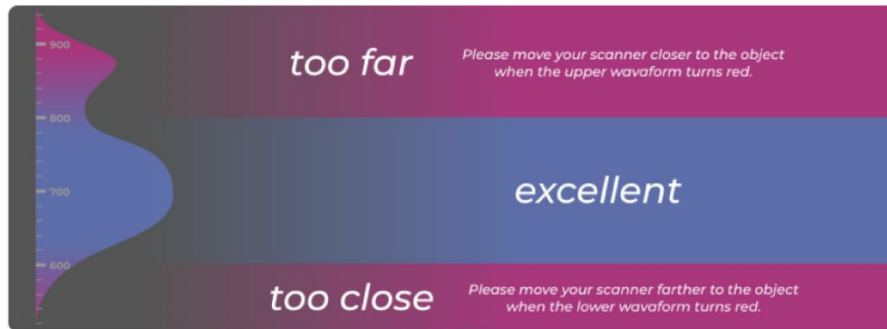 900
too far
Please move your scanner closer to the object
when the upper wavaform turns red.
800
700
excellent
600
too close
Please move your scanner farther to the object
when the lower wavaform turns red.